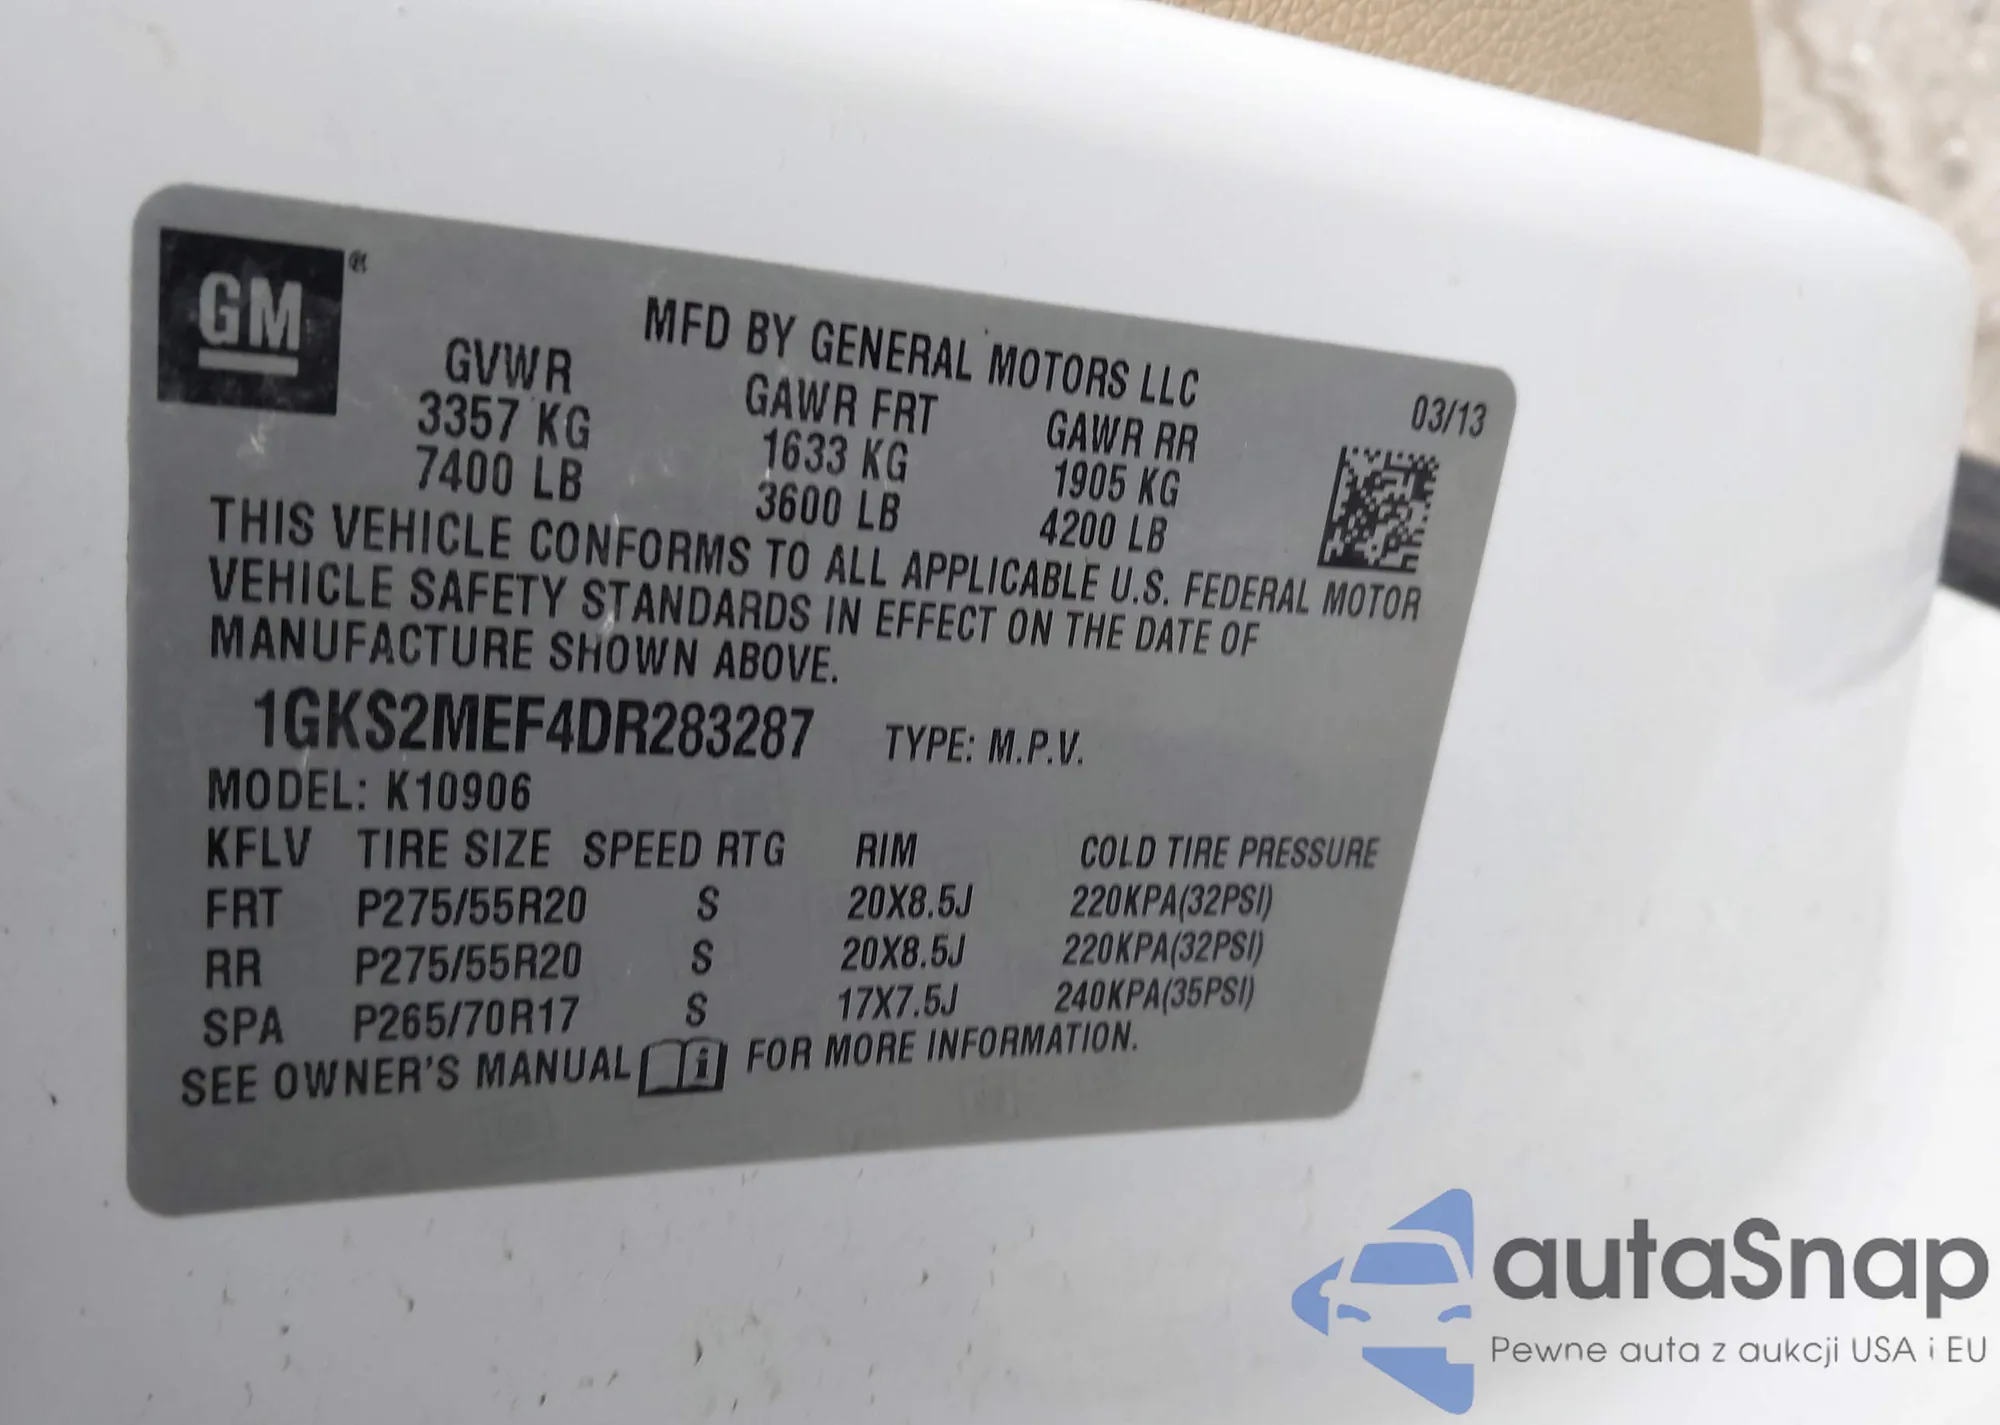 GM®
MFD BY GENERAL MOTORS LLC
03/13
GVWR GAWR FRT GAWR RR
3357 KG 1633 KG 1905 KG
7400 LB 3600 LB 4200 LB
THIS VEHICLE CONFORMS TO ALL APPLICABLE U.S. FEDERAL MOTOR
VEHICLE SAFETY STANDARDS IN EFFECT ON THE DATE OF
MANUFACTURE SHOWN ABOVE.
1GKS2MEF4DR283287 TYPE: M.P.V.
MODEL: K10906
KFLV TIRE SIZE SPEED RTG RIM COLD TIRE PRESSURE
FRT P275/55R20 S 20X8.5J 220KPA(32PSI)
RR P275/55R20 S 20X8.5J 220KPA(32PSI)
SPA P265/70R17 S 17X7.5J 240KPA(35PSI)
SEE OWNER'S MANUAL i FOR MORE INFORMATION.
autaSnap
Pewne auta z aukcji USA i EU